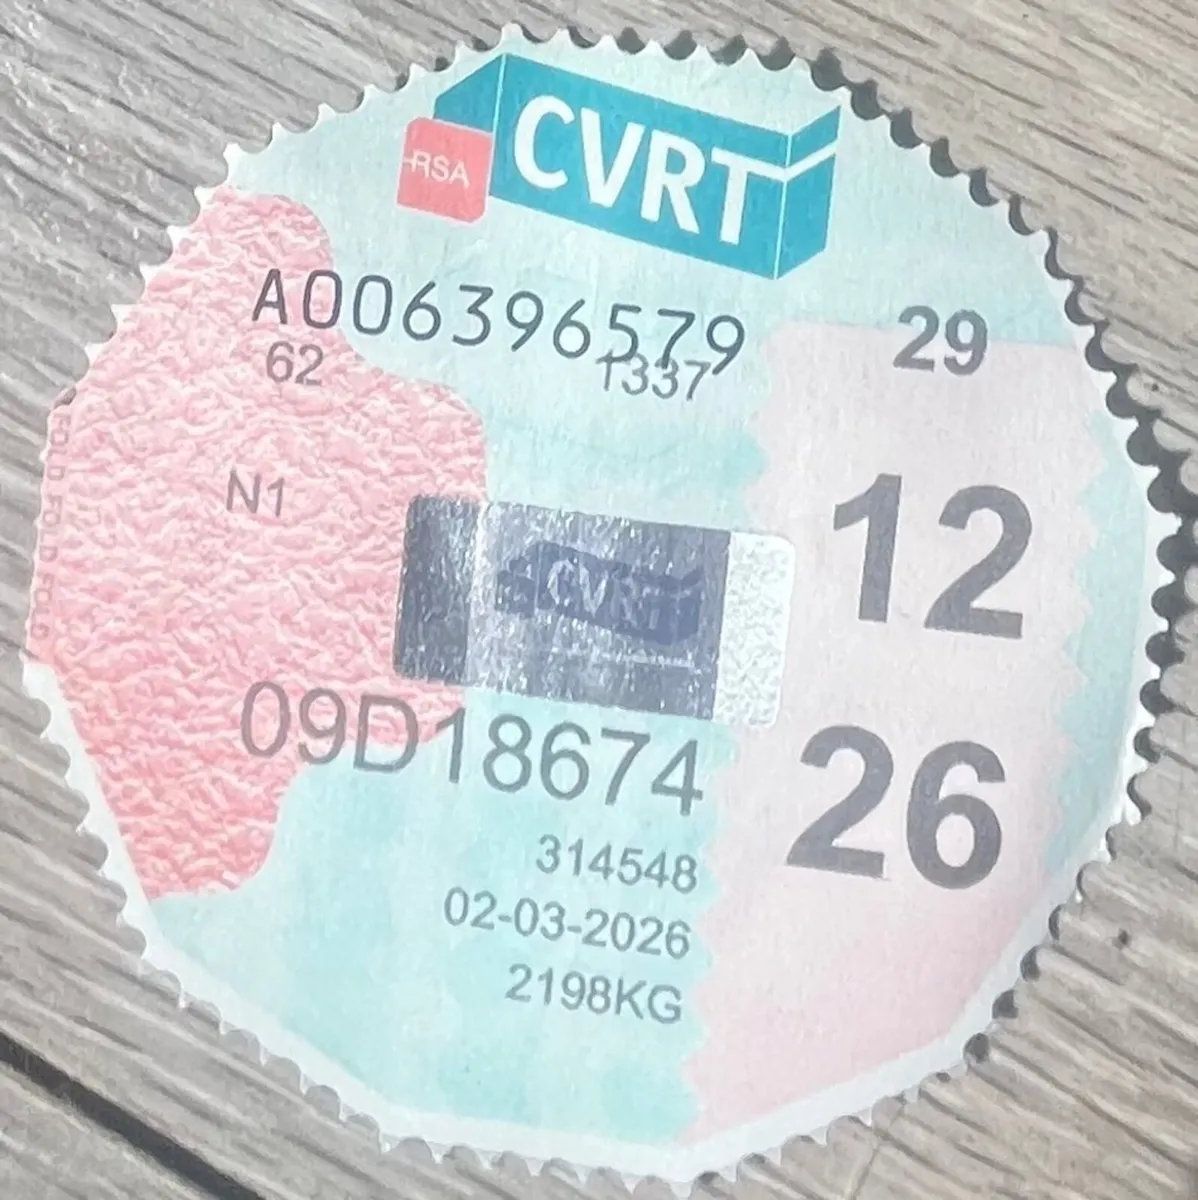 CVRT
RSA
A006396579
62
1337
29
N1
12
CVRT
09D18674
26
314548
02-03-2026
2198KG